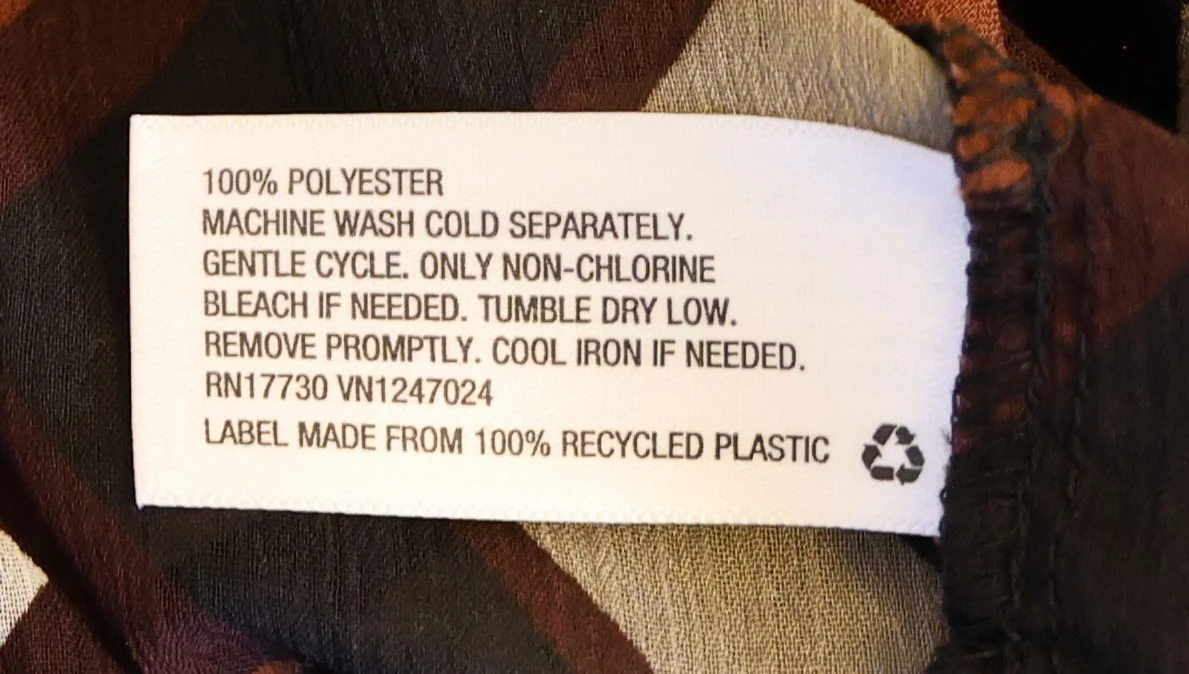 100% POLYESTER
MACHINE WASH COLD SEPARATELY.
GENTLE CYCLE. ONLY NON-CHLORINE
BLEACH IF NEEDED. TUMBLE DRY LOW.
REMOVE PROMPTLY. COOL IRON IF NEEDED.
RN17730 VN1247024
LABEL MADE FROM 100% RECYCLED PLASTIC